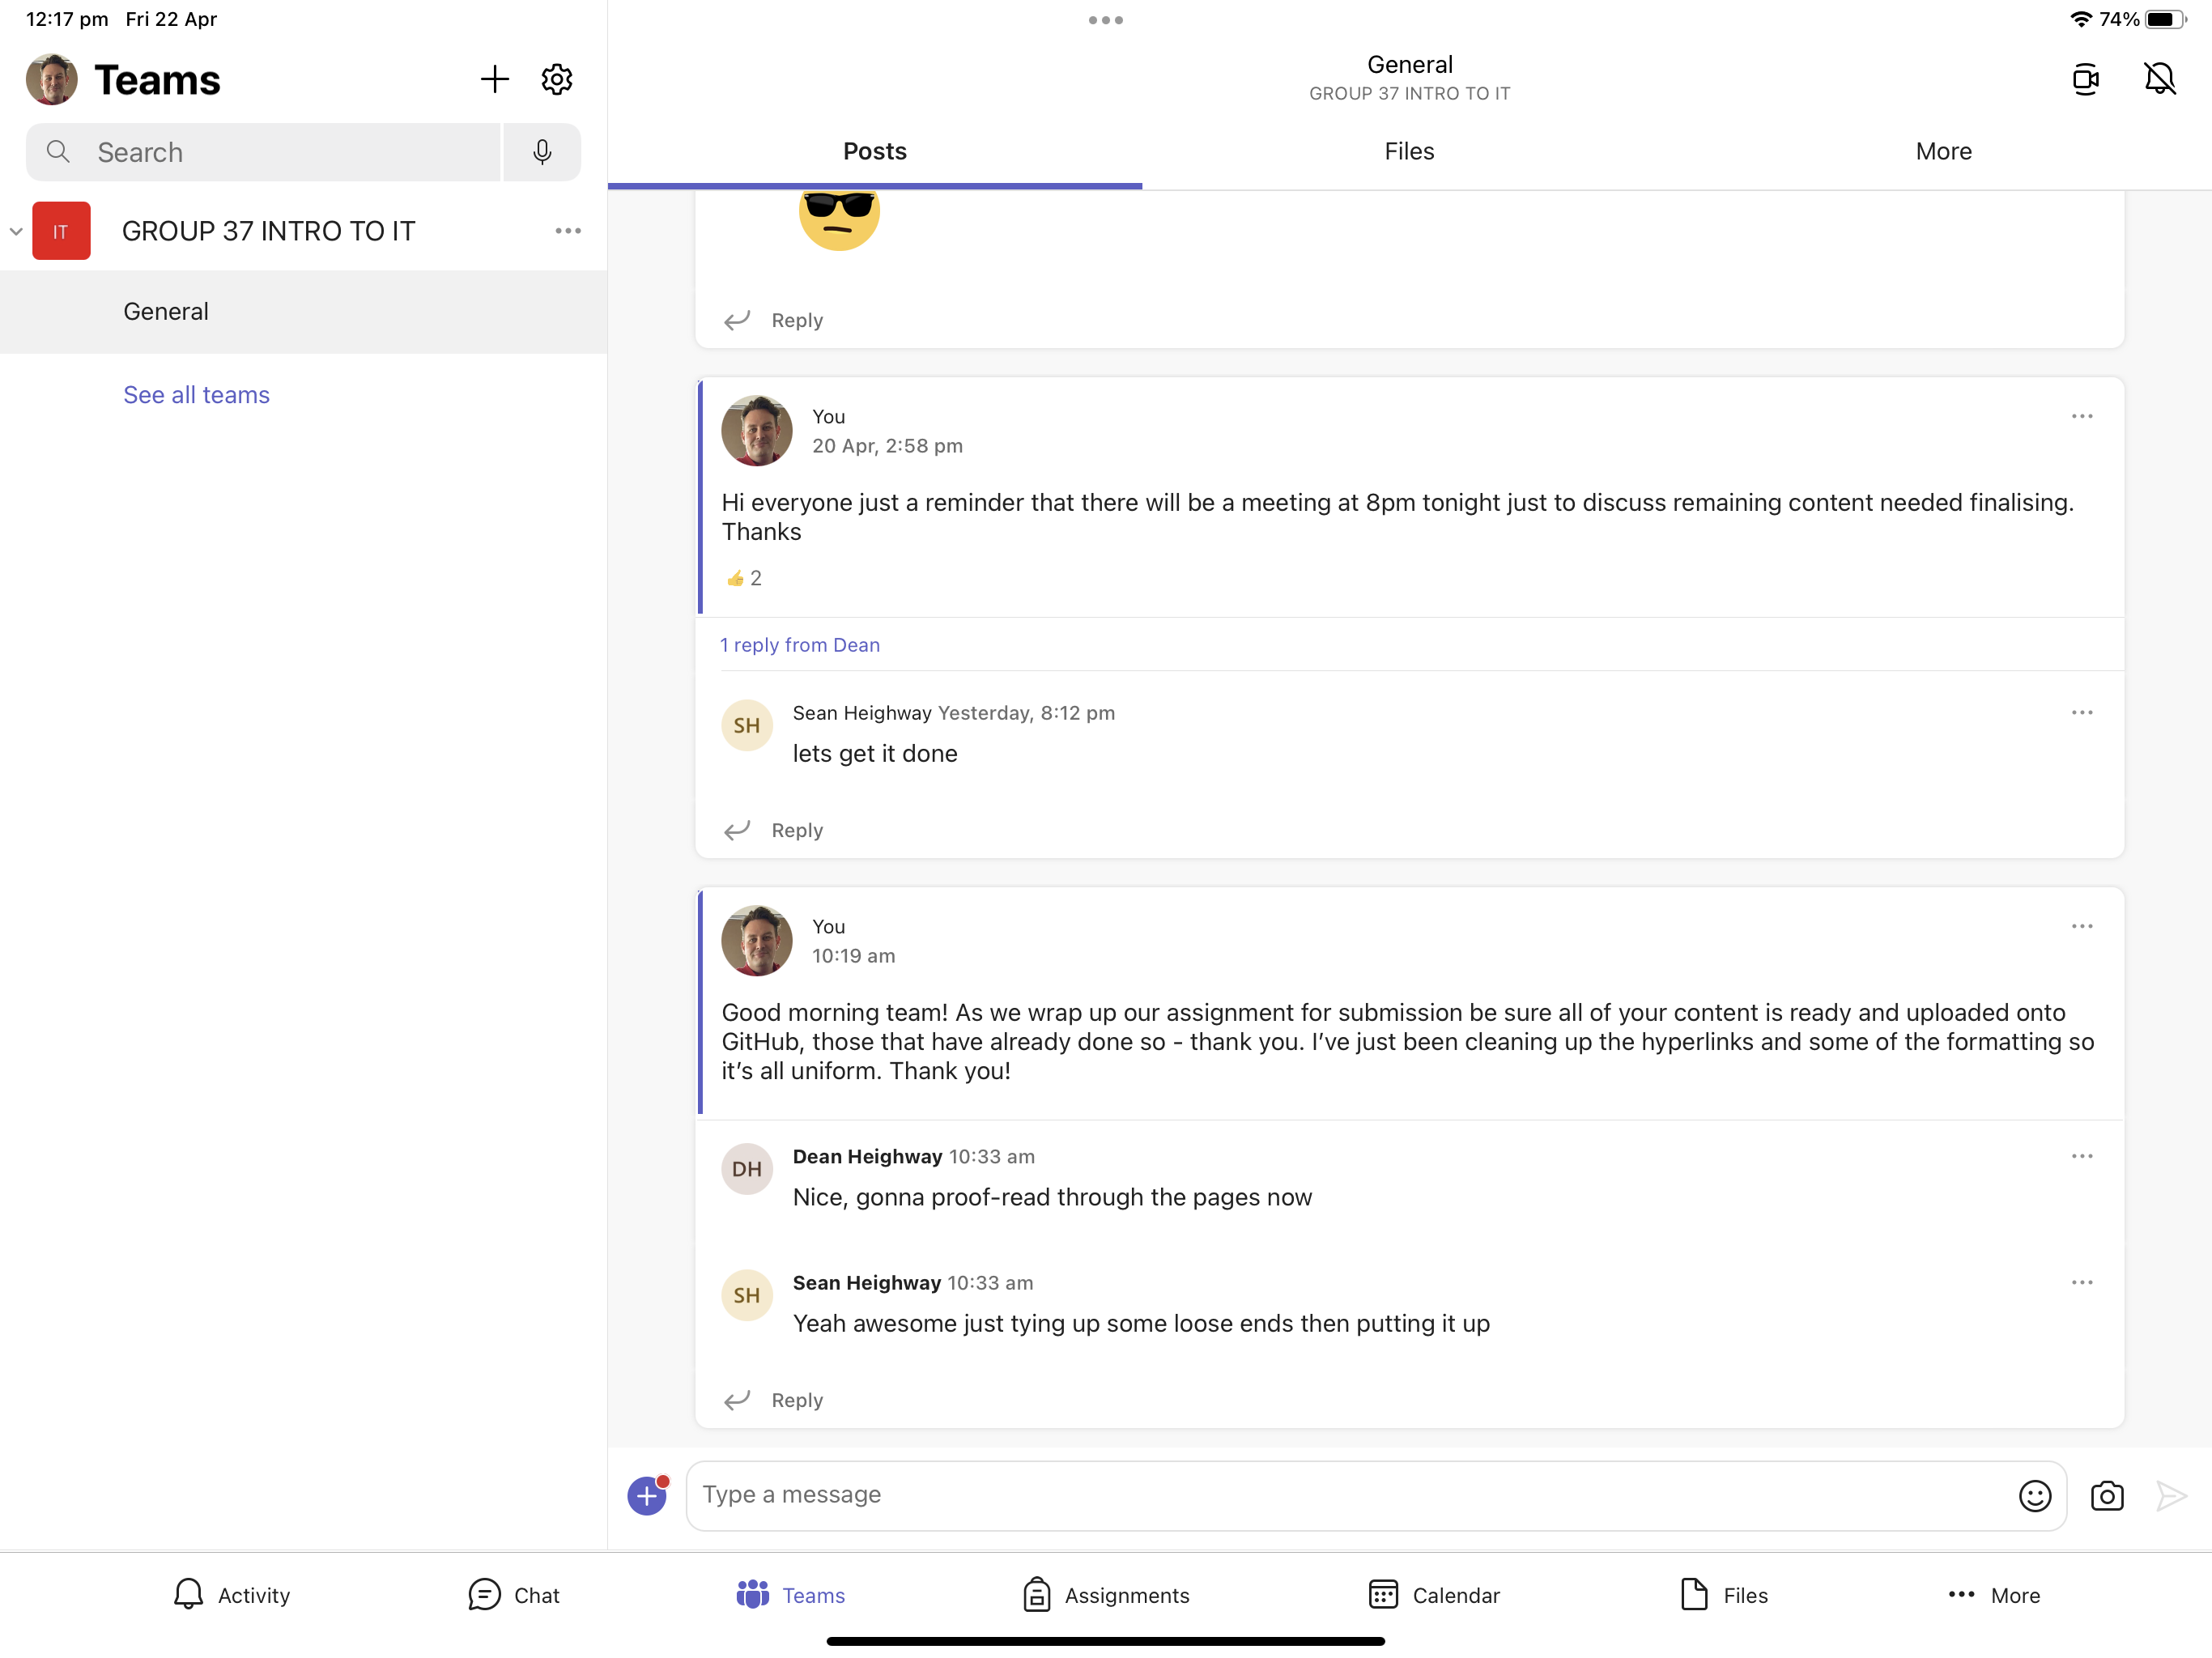 12:17 pm Fri 22 Apr
74%
Teams
Search
IT
GROUP 37 INTRO TO IT
General
See all teams
General
GROUP 37 INTRO TO IT
Posts
Files
More
Reply
You
20 Apr, 2:58 pm
Hi everyone just a reminder that there will be a meeting at 8pm tonight just to discuss remaining content needed finalising.
Thanks
2
1 reply from Dean
SH
Sean Heighway Yesterday, 8:12 pm
lets get it done
Reply
You
10:19 am
Good morning team! As we wrap up our assignment for submission be sure all of your content is ready and uploaded onto
GitHub, those that have already done so - thank you. I’ve just been cleaning up the hyperlinks and some of the formatting so
it’s all uniform. Thank you!
DH
Dean Heighway 10:33 am
Nice, gonna proof-read through the pages now
SH
Sean Heighway 10:33 am
Yeah awesome just tying up some loose ends then putting it up
Reply
Type a message
Activity
Chat
Teams
Assignments
Calendar
Files
More